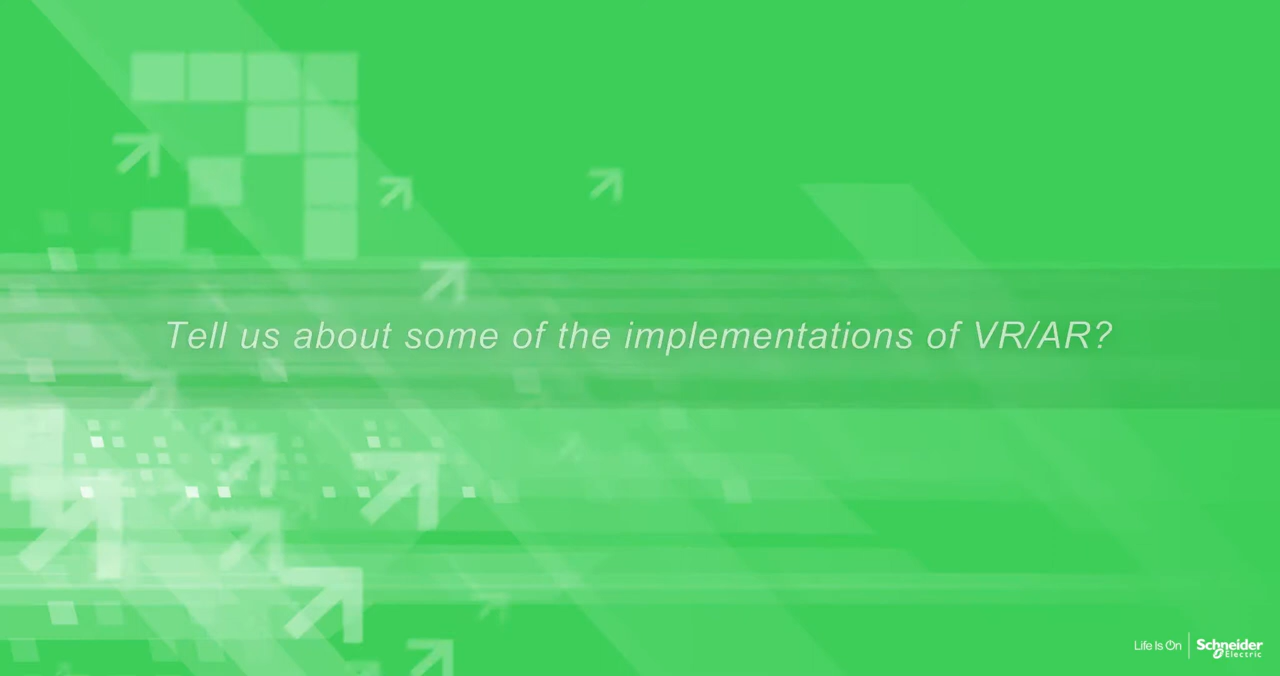 Tell us about some of the implementations of VR/AR?
Life Is On | Schneider
Electric